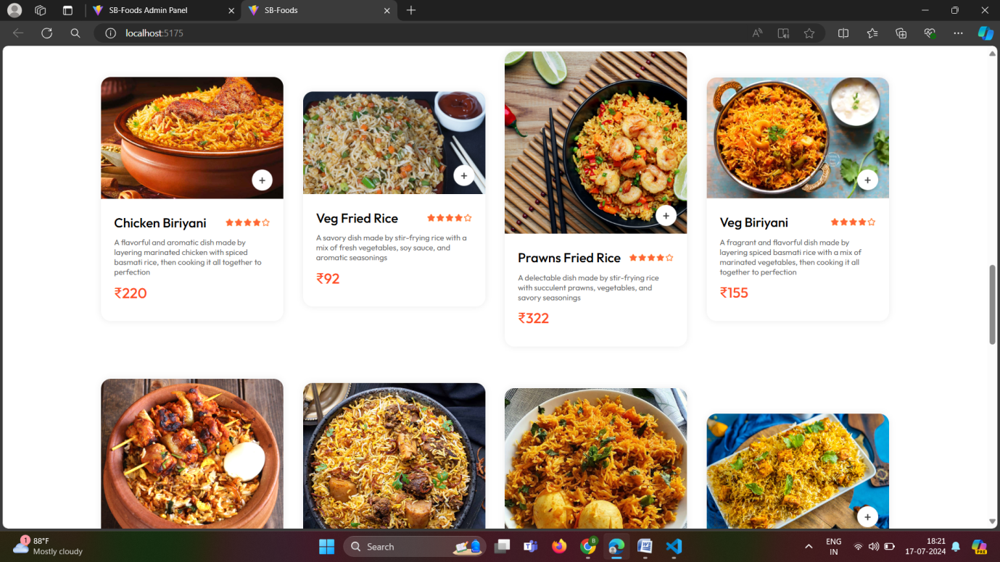 SB-Foods Admin Panel
SB-Foods
localhost:5175
Chicken Biriyani
A flavorful and aromatic dish made by
layering marinated chicken with spiced
basmati rice, then cooking it all together to
perfection
₹220
Veg Fried Rice
A savory dish made by stir-frying rice with a
mix of fresh vegetables, soy sauce, and
aromatic seasonings
₹92
Prawns Fried Rice
A delectable dish made by stir-frying rice
with succulent prawns, vegetables, and
savory seasonings
₹322
Veg Biriyani
A fragrant and flavorful dish made by
layering spiced basmati rice with a mix of
marinated vegetables, then cooking it all
together to perfection
₹155
1
88°F
Mostly cloudy
Search
B
ENG
IN
18:21
17-07-2024
PRE